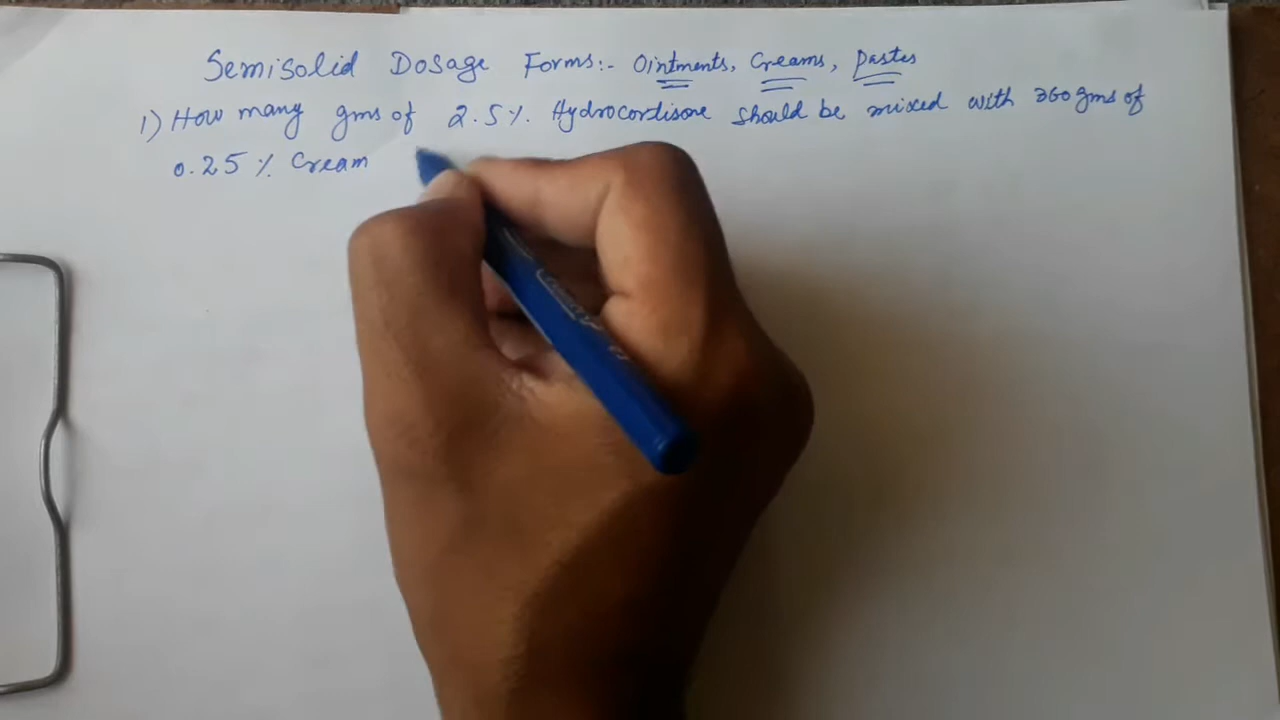 Semisolid Dosage Forms:- Ointments, Creams, Pastes
1) How many gms of 2.5 %. Hydrocortisone should be mixed with 360 gms of
0.25 % Cream